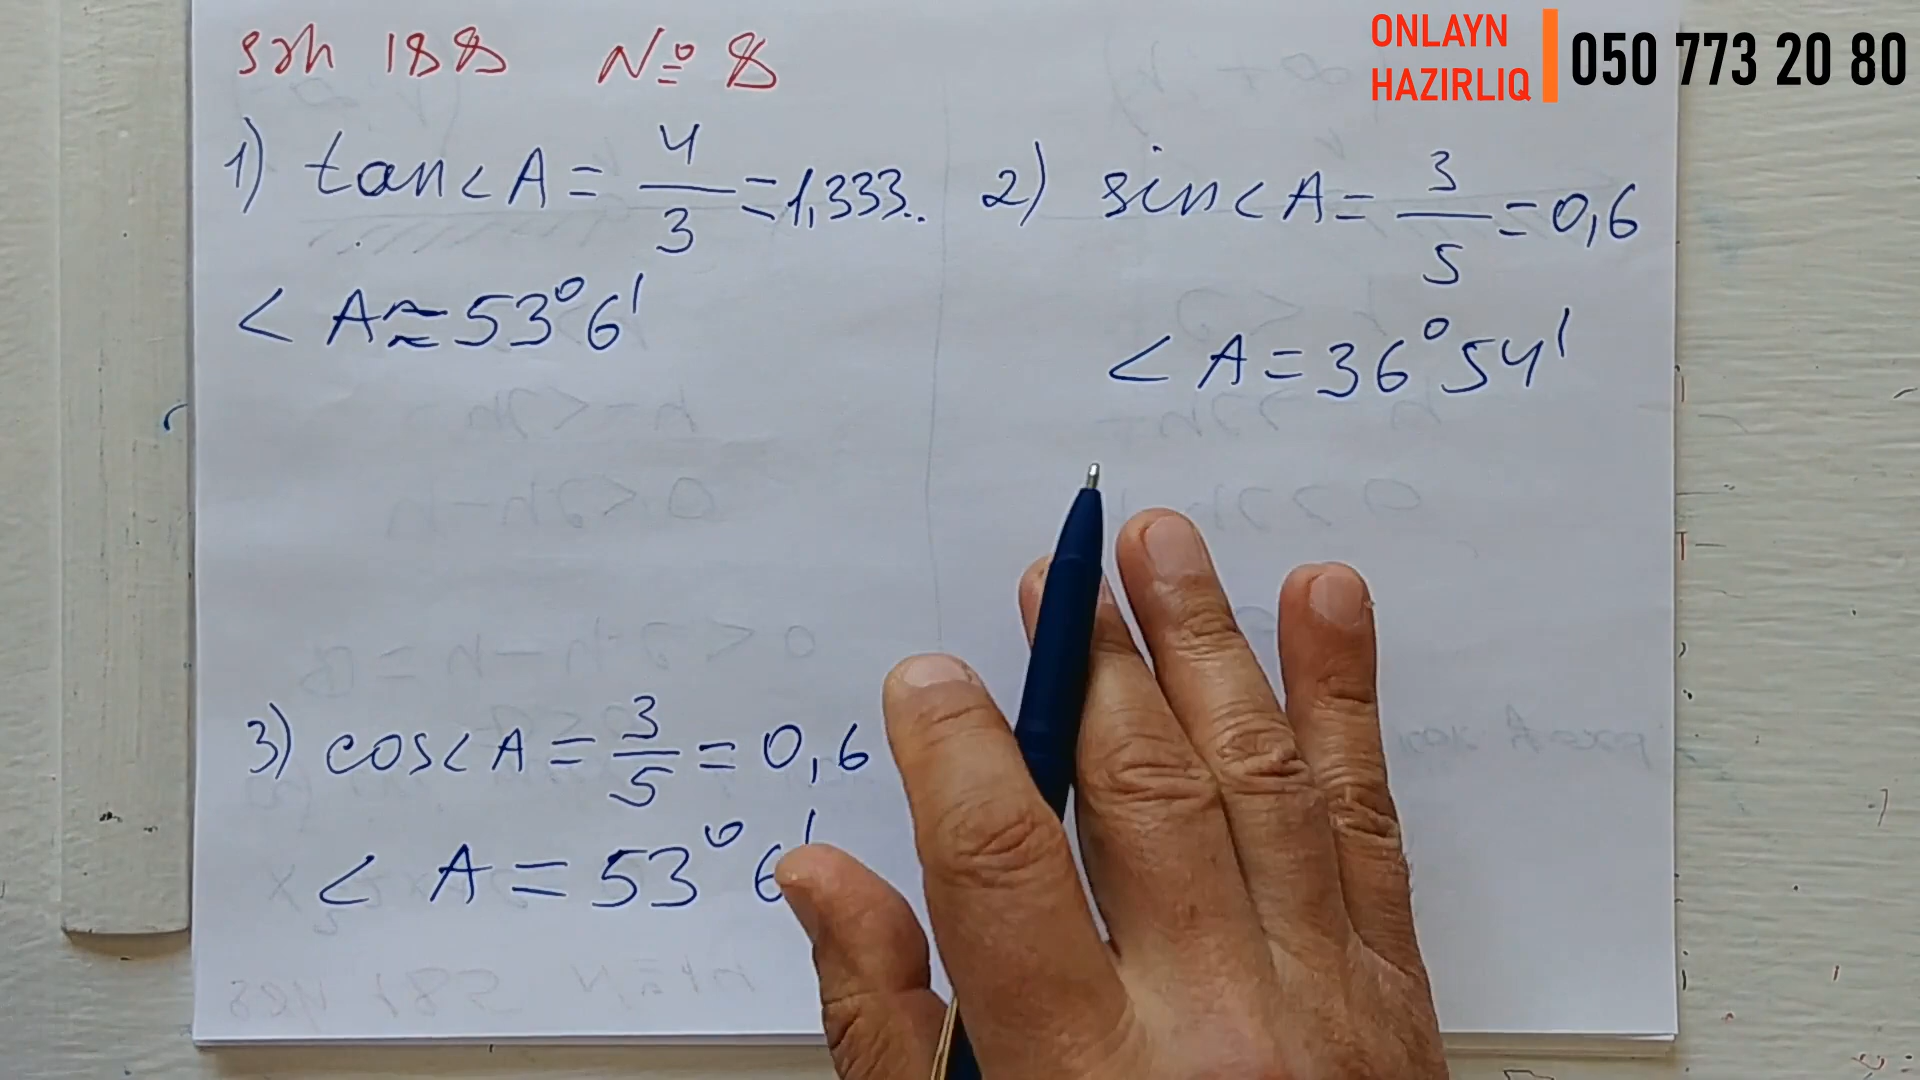 ONLAYN
HAZIRLIQ
050 773 20 80
səh 188 № 8
1) tan<A = 4/3 = 1,333..
<A ≈ 53°6'
2) sin<A = 3/5 = 0,6
<A = 36°54'
3) cos<A = 3/5 = 0,6
<A = 53°6'